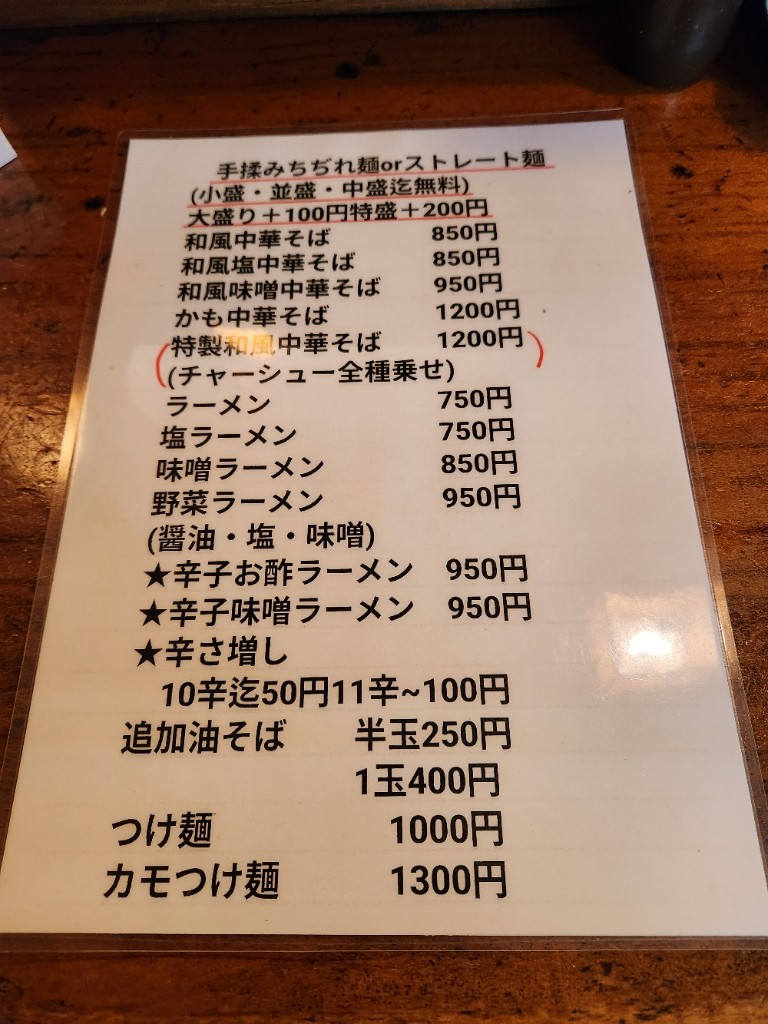 手揉みちぢれ麺orストレート麺
(小盛・並盛・中盛迄無料)
大盛り＋100円特盛＋200円
和風中華そば 850円
和風塩中華そば 850円
和風味噌中華そば 950円
かも中華そば 1200円
特製和風中華そば 1200円
(チャーシュー全種乗せ)
ラーメン 750円
塩ラーメン 750円
味噌ラーメン 850円
野菜ラーメン 950円
(醤油・塩・味噌)
★辛子お酢ラーメン 950円
★辛子味噌ラーメン 950円
★辛さ増し
10辛迄50円11辛~100円
追加油そば 半玉250円
1玉400円
つけ麺 1000円
カモつけ麺 1300円